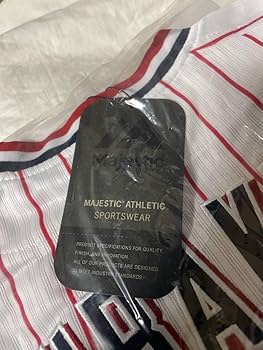 Majestic
MAJESTIC® ATHLETIC
SPORTSWEAR
PRODUCT SPECIFICATIONS FOR QUALITY
FINISH AND INNOVATION
ALL OF OUR PRODUCTS ARE DESIGNED
TO MEET INDUSTRY STANDARDS